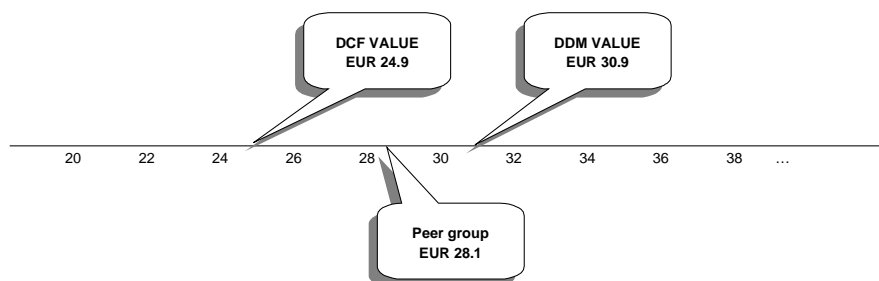 DCF VALUE
EUR 24.9
DDM VALUE
EUR 30.9
20 22 24 26 28 30 32 34 36 38 …
Peer group
EUR 28.1